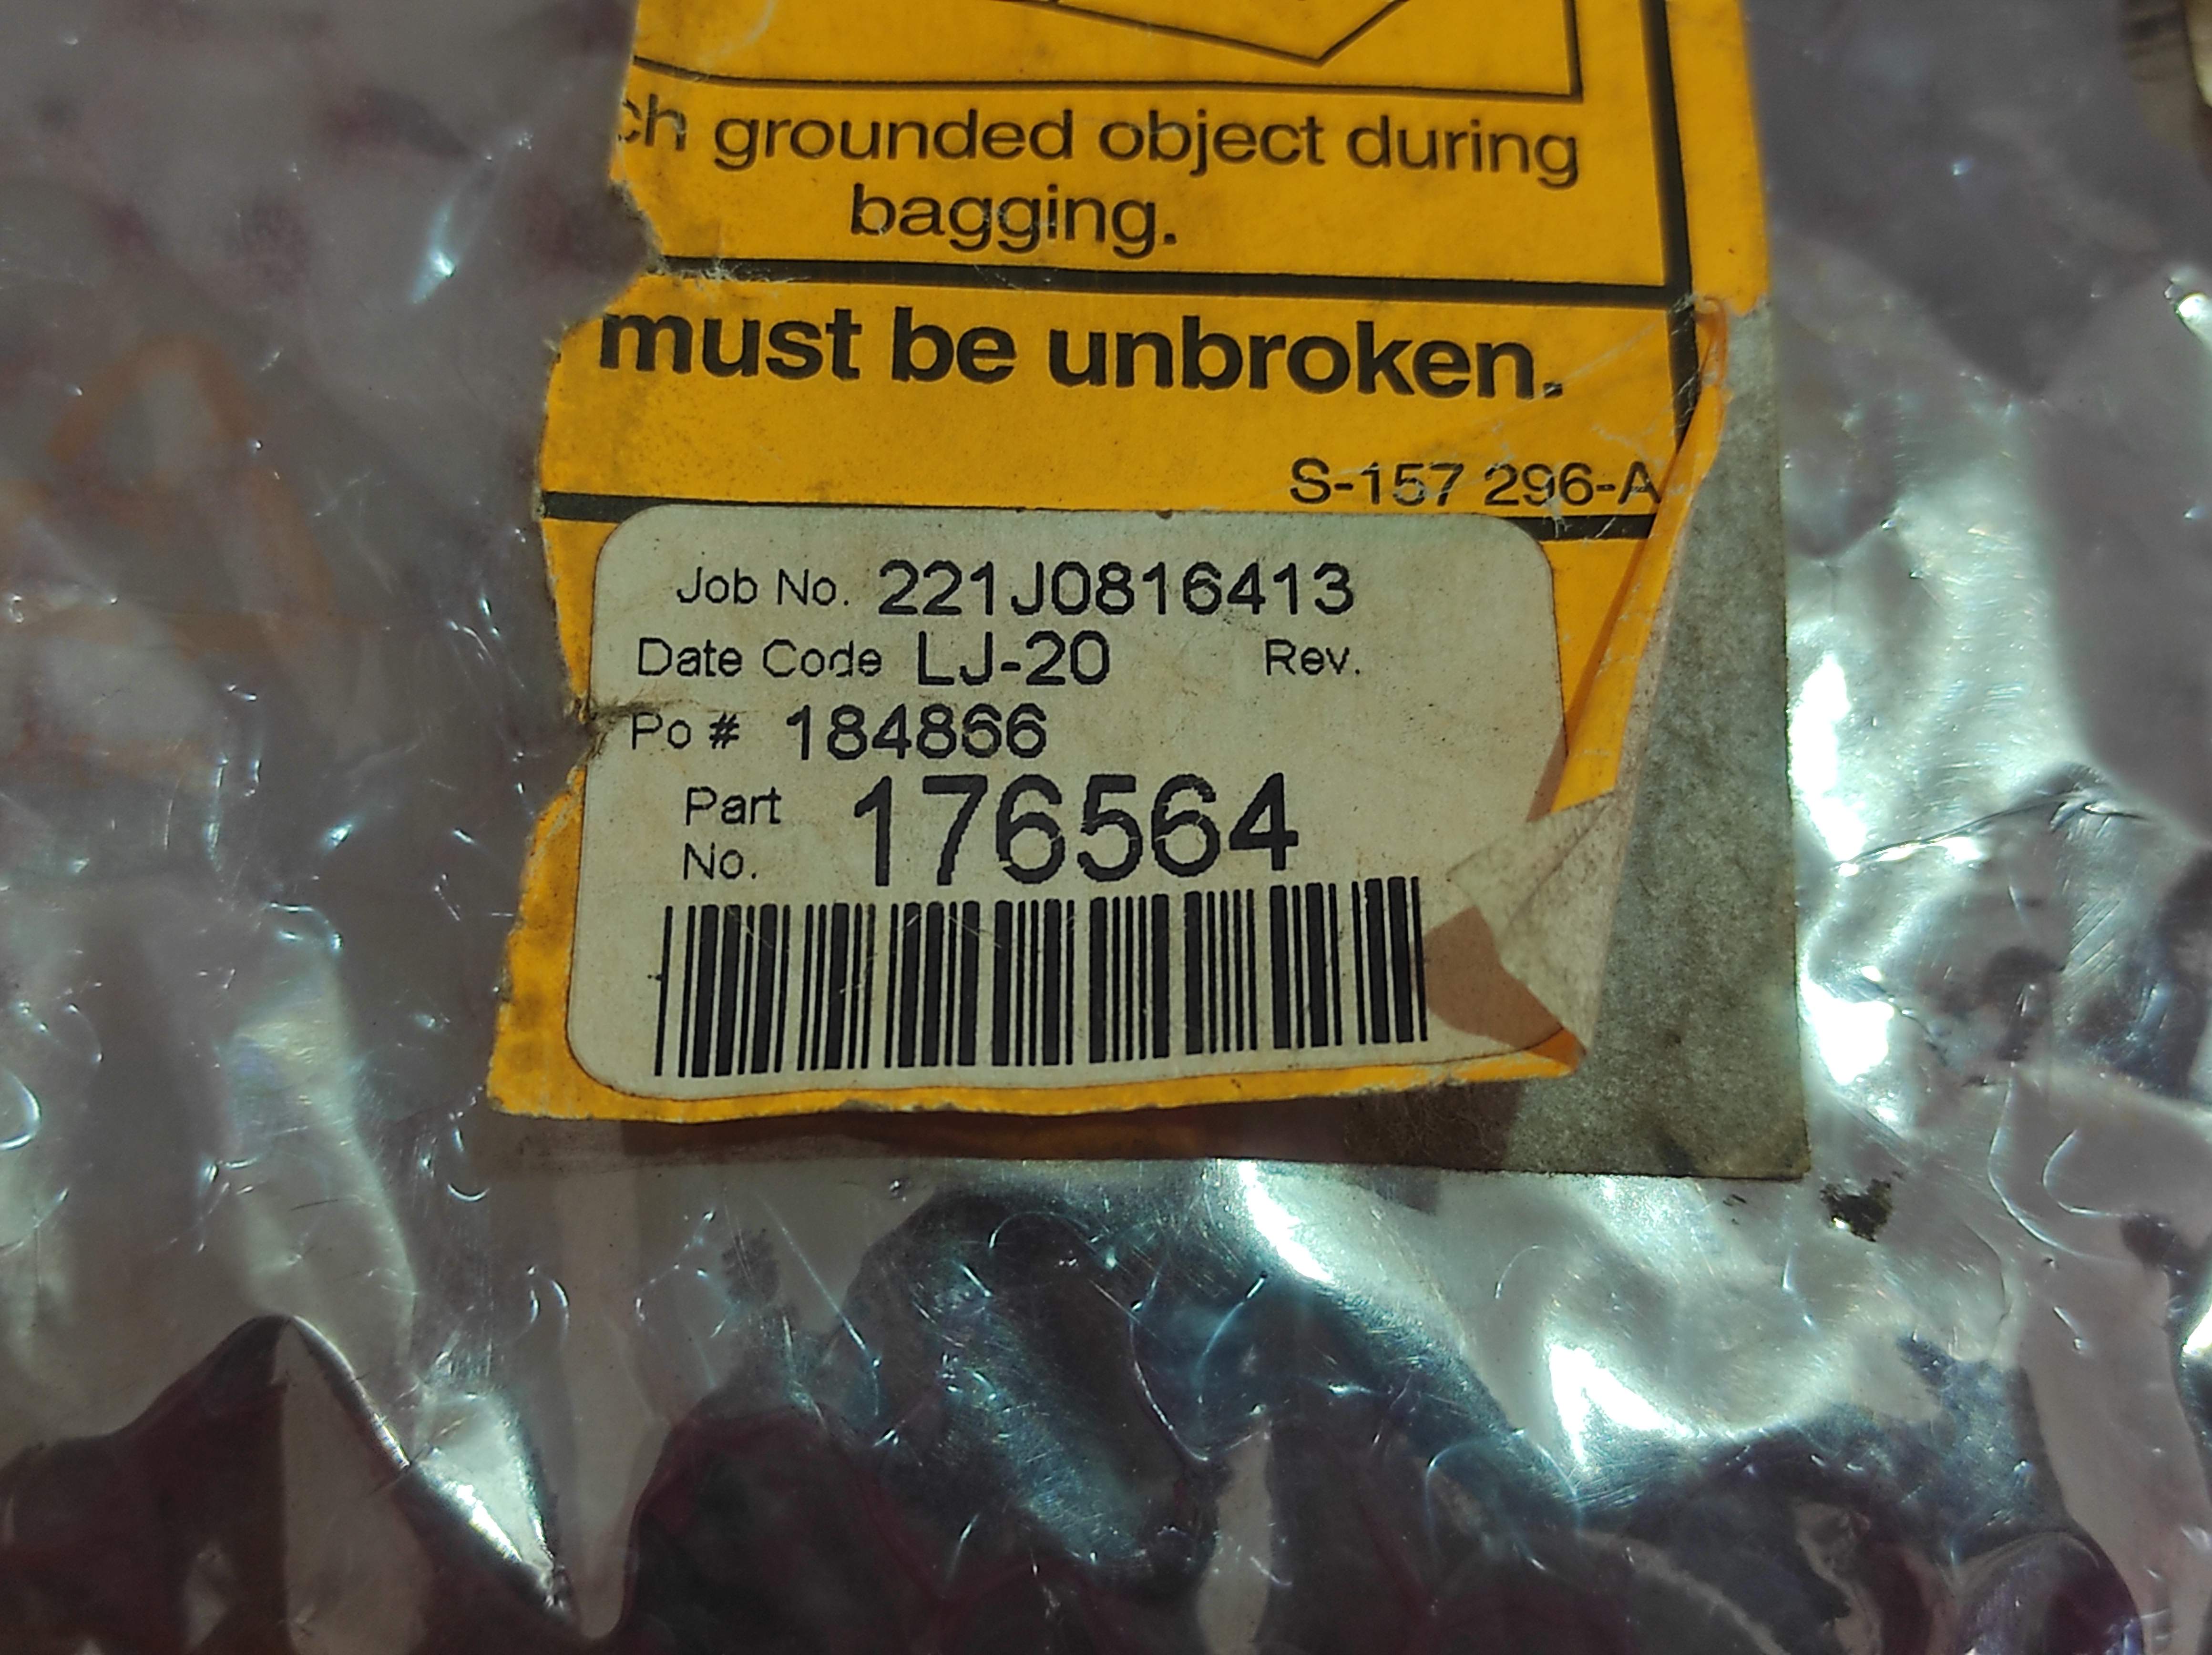 ch grounded object during
bagging.
must be unbroken.
S-157 296-A
Job No. 221J0816413
Date Code LJ-20 Rev.
Po # 184866
Part No. 176564